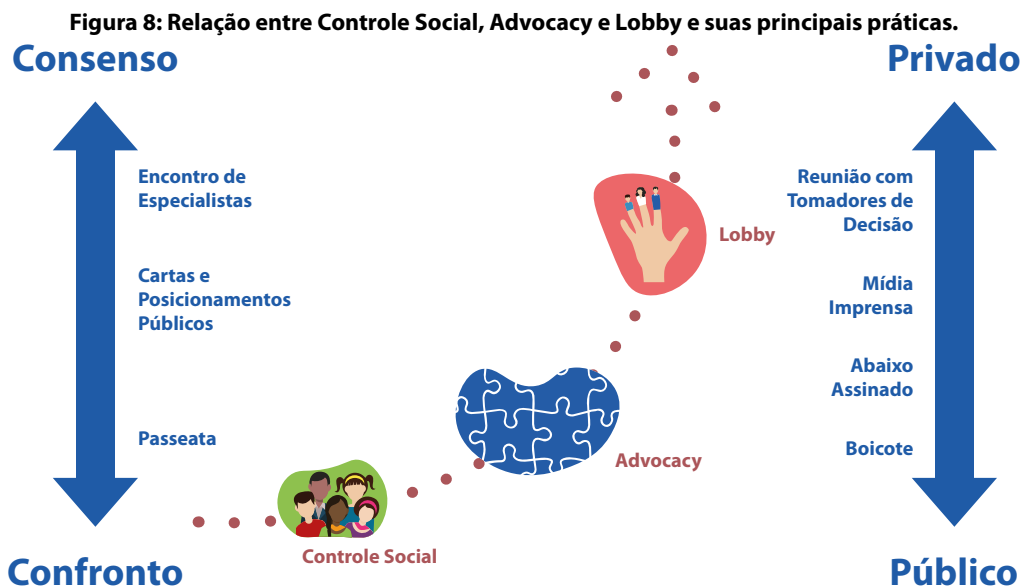 Figura 8: Relação entre Controle Social, Advocacy e Lobby e suas principais práticas.
Consenso
Privado
Encontro de
Especialistas
Reunião com
Tomadores de
Decisão
Lobby
Cartas e
Posicionamentos
Públicos
Mídia
Imprensa
Abaixo
Assinado
Passeata
Boicote
Advocacy
Controle Social
Confronto
Público